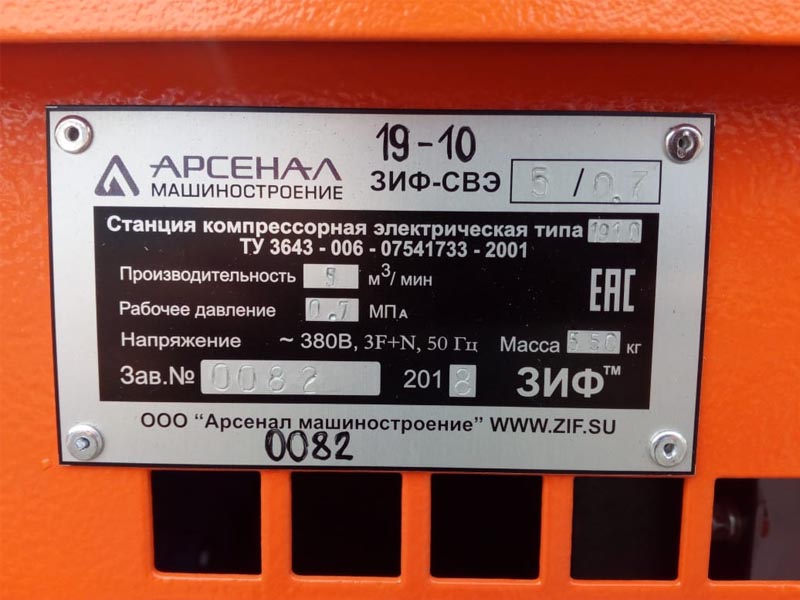 19-10
АРСЕНАЛ
МАШИНОСТРОЕНИЕ
ЗИФ-СВЭ 5/0.7
Станция компрессорная электрическая типа 1910
ТУ 3643 - 006 - 07541733 - 2001
Производительность 5 м³/ мин
Рабочее давление 0.7 МПА
EAC
Напряжение ~ 380В, 3F+N, 50 Гц Масса 550 кг
Зав.№ 0082 2018 ЗИФ™
ООО “Арсенал машиностроение” WWW.ZIF.SU
0082